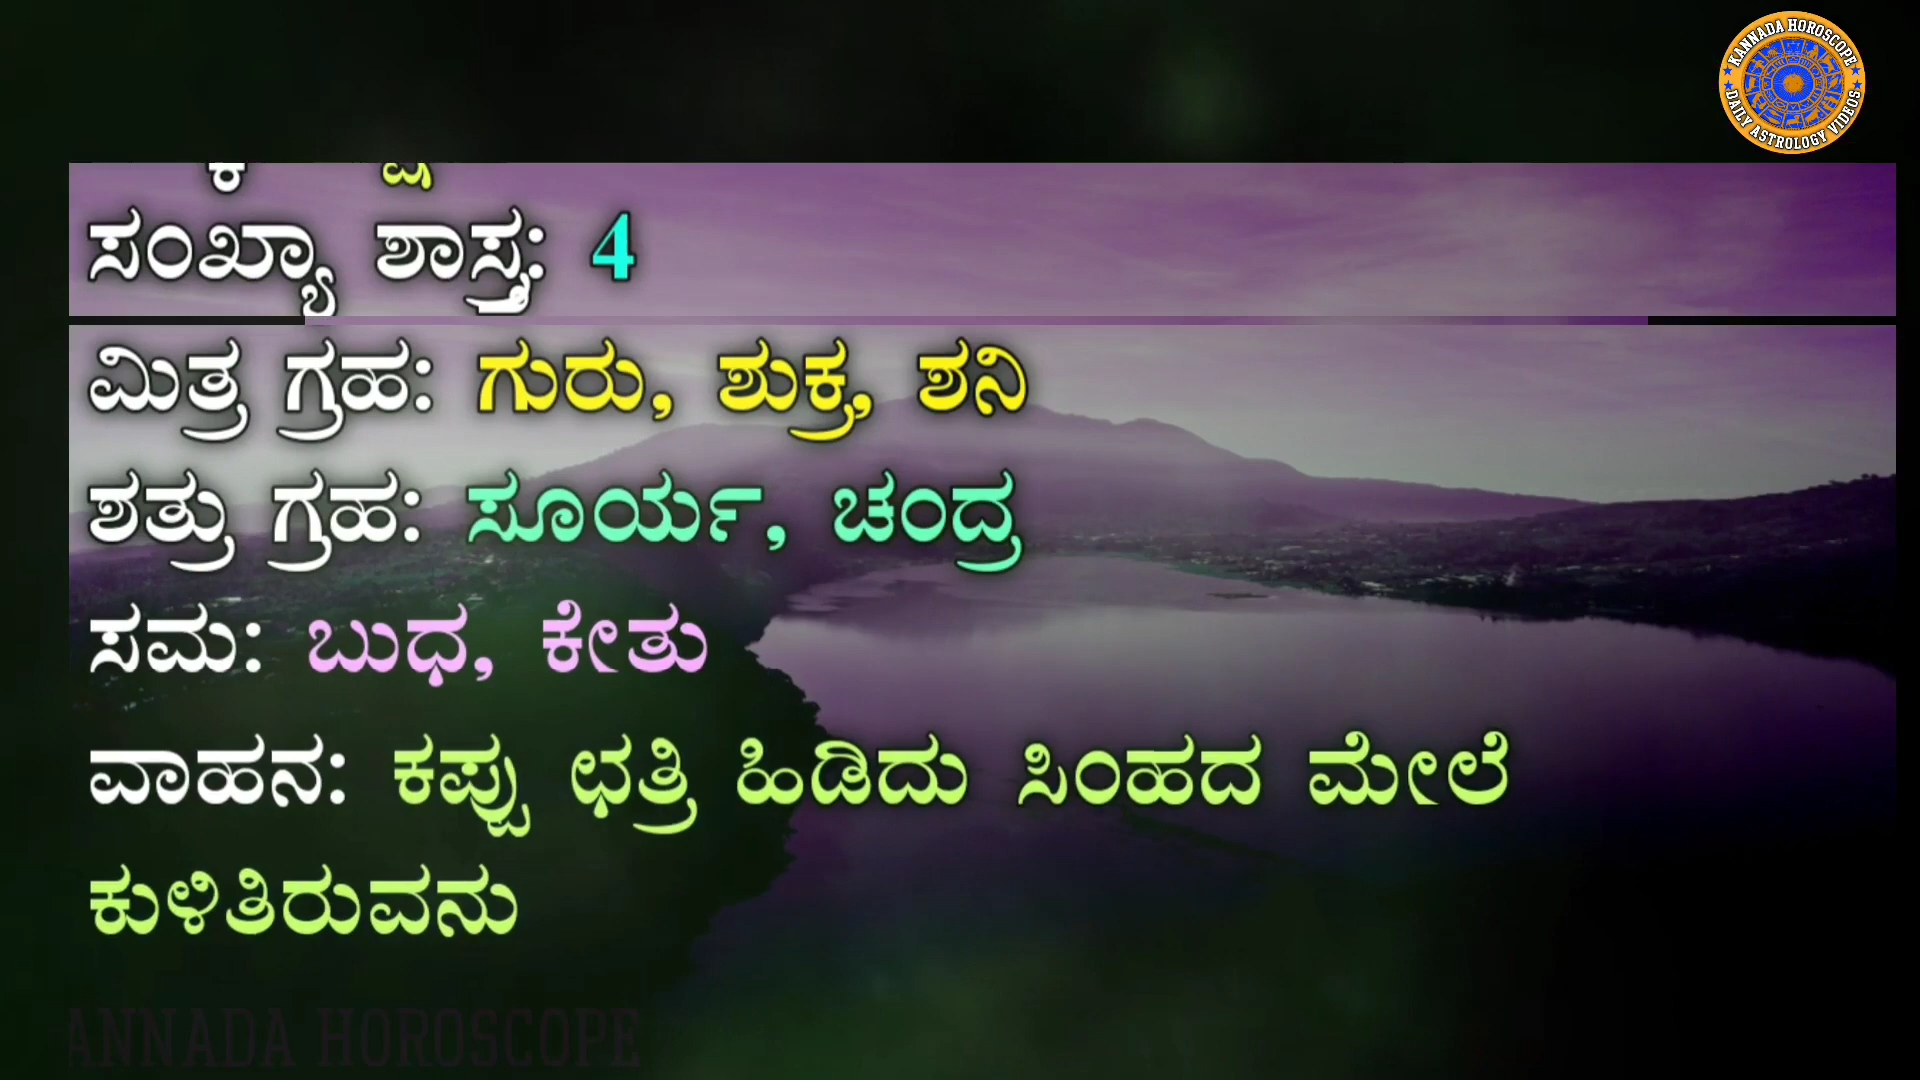 KANNADA HOROSCOPE
DAILY ASTROLOGY VIDEOS
ಸಂಖ್ಯಾ ಶಾಸ್ತ್ರ: 4
ಮಿತ್ರ ಗ್ರಹ: ಗುರು, ಶುಕ್ರ, ಶನಿ
ಶತ್ರು ಗ್ರಹ: ಸೂರ್ಯ, ಚಂದ್ರ
ಸಮ: ಬುಧ, ಕೇತು
ವಾಹನ: ಕಪ್ಪು ಛತ್ರಿ ಹಿಡಿದು ಸಿಂಹದ ಮೇಲೆ
ಕುಳಿತಿರುವನು
ANNADA HOROSCOPE